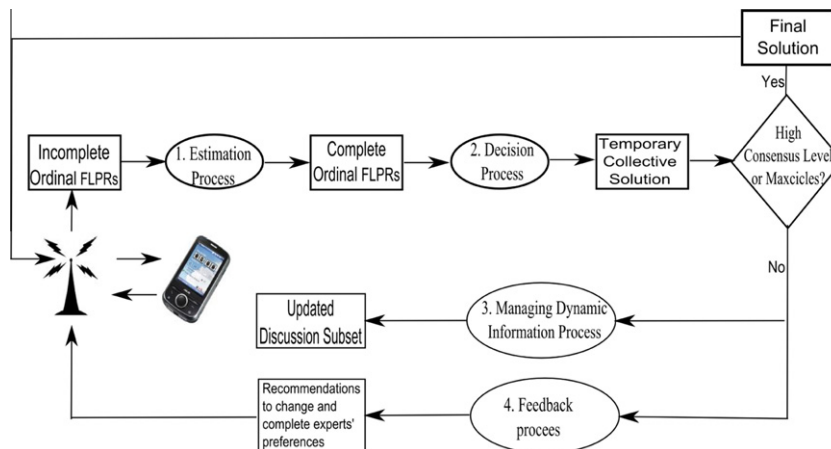 Final
Solution
Yes
High
Consensus Level
or Maxcicles?
Incomplete
Ordinal FLPRs
1. Estimation
Process
Complete
Ordinal FLPRs
2. Decision
Process
Temporary
Collective
Solution
No
Updated
Discussion Subset
3. Managing Dynamic
Information Process
Recommendations
to change and
complete experts'
preferences
4. Feedback
procees